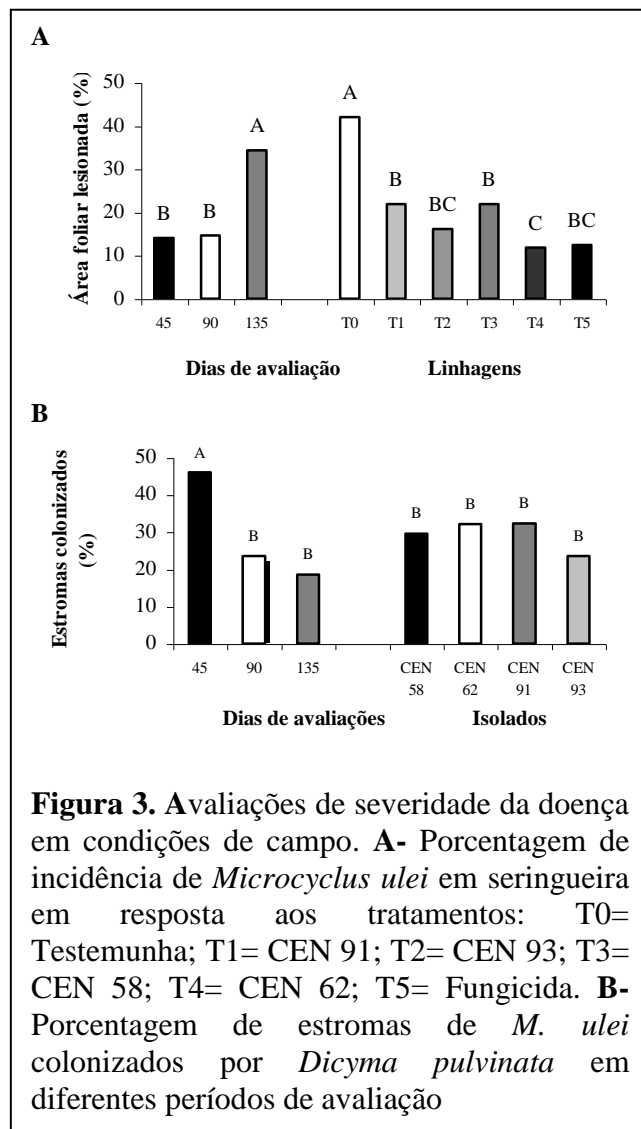 A
Área foliar lesionada (%)
50
40
30
20
10
0
B
B
A
A
B
BC
B
C
BC
45 90 135 T0 T1 T2 T3 T4 T5
Dias de avaliação Linhagens
B
Estromas colonizados
(%)
50
40
30
20
10
0
A
B
B
B
B
B
B
45 90 135 CEN CEN CEN CEN
58 62 91 93
Dias de avaliações Isolados
Figura 3. Avaliações de severidade da doença
em condições de campo. A- Porcentagem de
incidência de Microcyclus ulei em seringueira
em resposta aos tratamentos: T0=
Testemunha; T1= CEN 91; T2= CEN 93; T3=
CEN 58; T4= CEN 62; T5= Fungicida. B-
Porcentagem de estromas de M. ulei
colonizados por Dicyma pulvinata em
diferentes períodos de avaliação